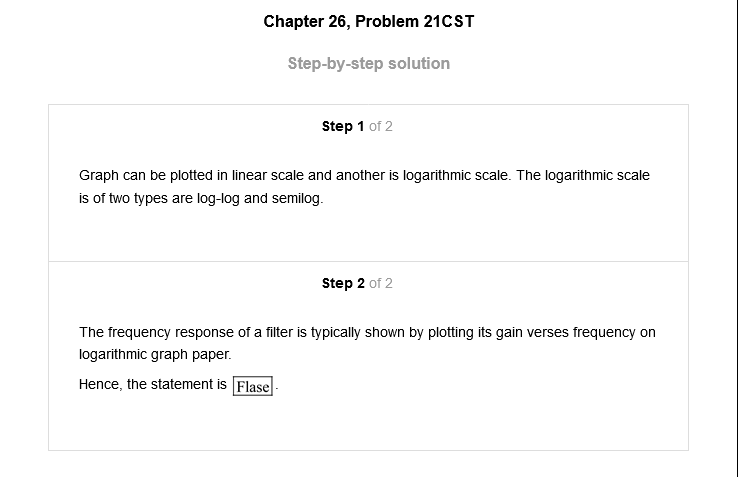 Chapter 26, Problem 21CST
Step-by-step solution
Step 1 of 2
Graph can be plotted in linear scale and another is logarithmic scale. The logarithmic scale
is of two types are log-log and semilog.
Step 2 of 2
The frequency response of a filter is typically shown by plotting its gain verses frequency on
logarithmic graph paper.
Hence, the statement is Flase.